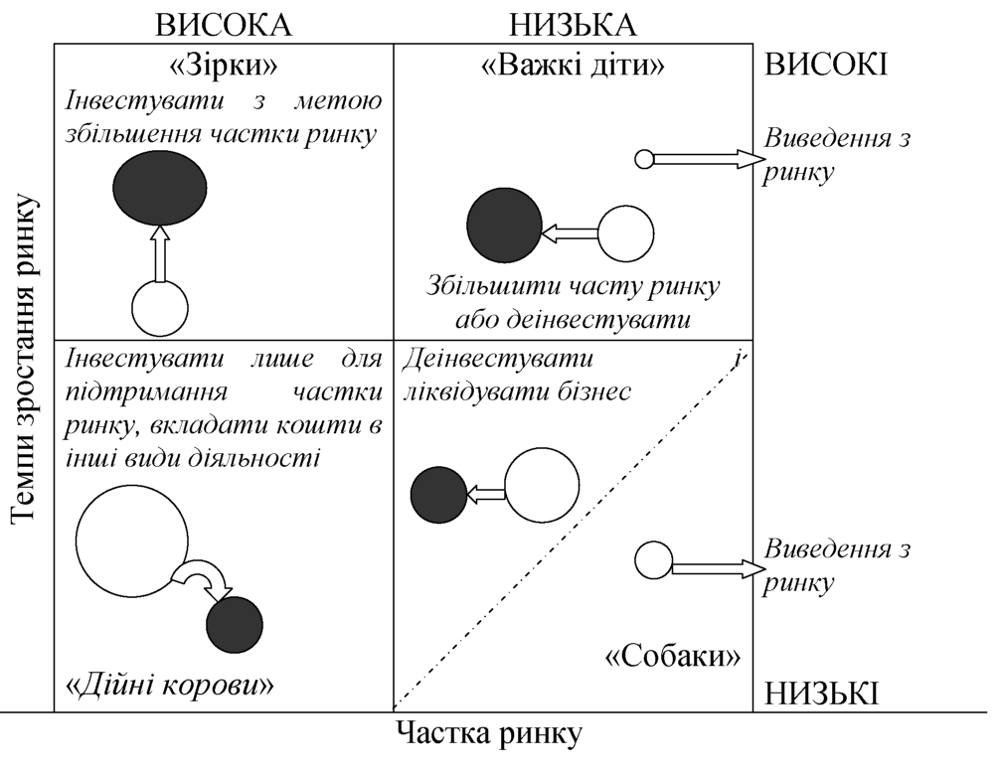 ВИСОКА
НИЗЬКА
«Зірки»
Інвестувати з метою
збільшення частки ринку
«Важкі діти»
ВИСОКІ
Виведення з
ринку
Збільшити часту ринку
або деінвестувати
Темпи зростання ринку
Інвестувати лише для
підтримання частки
ринку, вкладати кошти в
інші види діяльності
«Дійні корови»
Деінвестувати і
ліквідувати бізнес
Виведення з
ринку
«Собаки»
НИЗЬКІ
Частка ринку